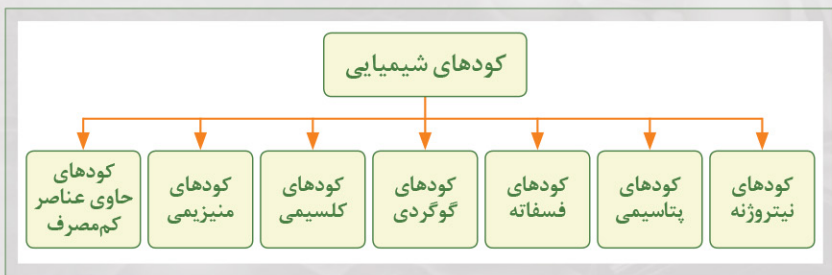 کودهای شیمیایی
کودهای
نیتروژنه
کودهای
پتاسیمی
کودهای
فسفاته
کودهای
گوگردی
کودهای
کلسیمی
کودهای
منیزیمی
کودهای
حاوی عناصر
کم‌مصرف